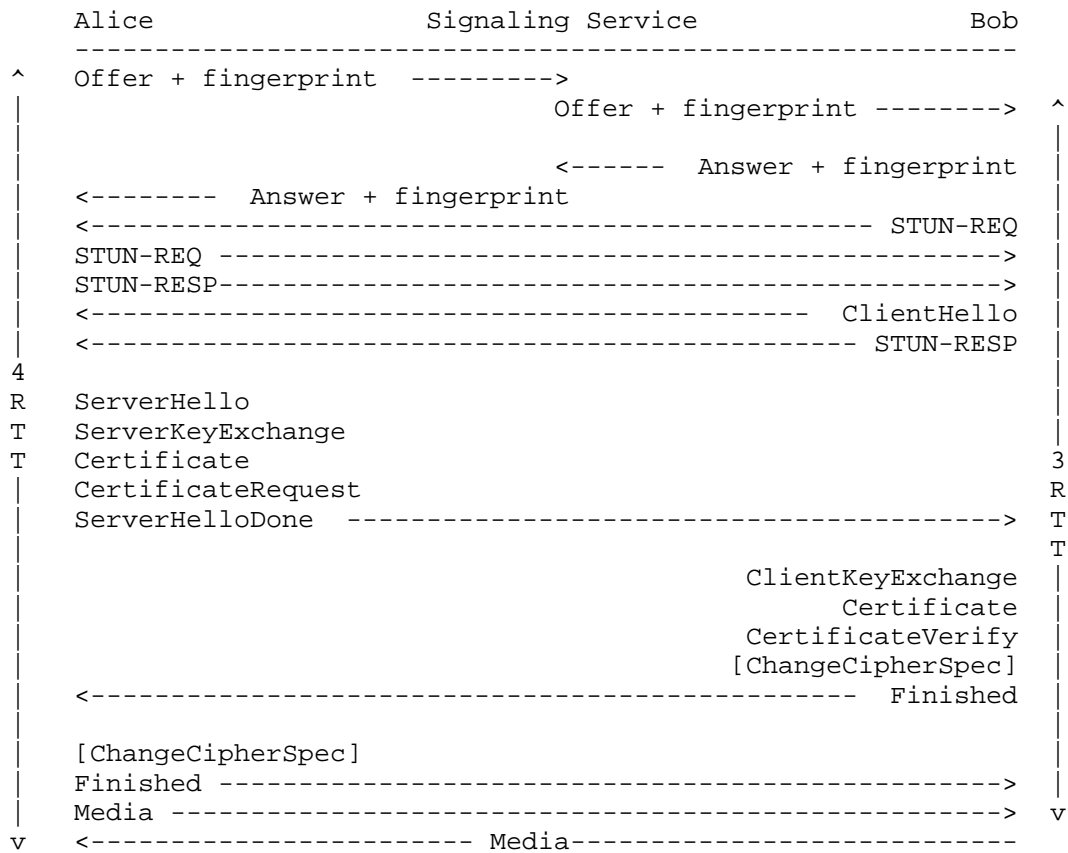 Alice                 Signaling Service                 Bob
    -----------------------------------------------------------
^   Offer + fingerprint  --------->
|                                 Offer + fingerprint -------->  ^
|                                                                |
|                                 <------  Answer + fingerprint  |
|   <--------  Answer + fingerprint                              |
|   <------------------------------------------------- STUN-REQ  |
|   STUN-REQ ------------------------------------------------->  |
|   STUN-RESP------------------------------------------------->  |
|   <---------------------------------------------  ClientHello  |
|   <------------------------------------------------ STUN-RESP  |
4                                                                |
R   ServerHello                                                  |
T   ServerKeyExchange                                            |
T   Certificate                                                  3
|   CertificateRequest                                           R
|   ServerHelloDone  ----------------------------------------->  T
|                                                                T
|                                             ClientKeyExchange  |
|                                                   Certificate  |
|                                             CertificateVerify  |
|                                            [ChangeCipherSpec]  |
|   <------------------------------------------------  Finished  |
|                                                                |
|   [ChangeCipherSpec]                                           |
|   Finished ------------------------------------------------->  |
|   Media ---------------------------------------------------->  v
v   <------------------------ Media----------------------------